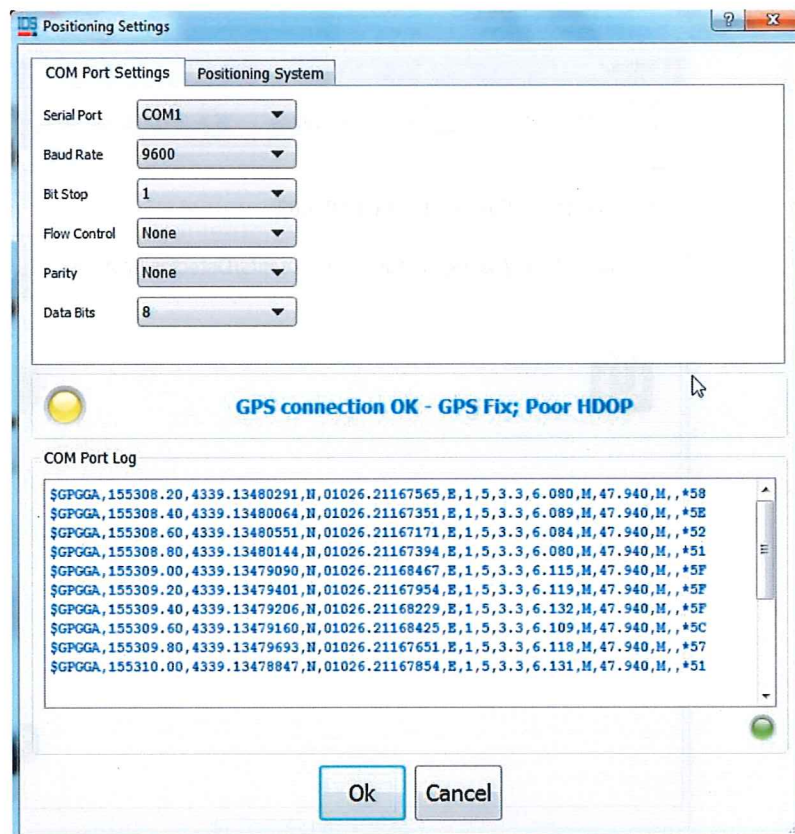 IDS Positioning Settings
COM Port Settings Positioning System
Serial Port COM1
Baud Rate 9600
Bit Stop 1
Flow Control None
Parity None
Data Bits 8
GPS connection OK - GPS Fix; Poor HDOP
COM Port Log
$GPGGA,155308.20,4339.13480291,N,01026.21167565,E,1,5,3.3,6.080,M,47.940,M,,*58
$GPGGA,155308.40,4339.13480064,N,01026.21167351,E,1,5,3.3,6.089,M,47.940,M,,*5E
$GPGGA,155308.60,4339.13480551,N,01026.21167171,E,1,5,3.3,6.084,M,47.940,M,,*52
$GPGGA,155308.80,4339.13480144,N,01026.21167394,E,1,5,3.3,6.080,M,47.940,M,,*51
$GPGGA,155309.00,4339.13479090,N,01026.21168467,E,1,5,3.3,6.115,M,47.940,M,,*5F
$GPGGA,155309.20,4339.13479401,N,01026.21167954,E,1,5,3.3,6.119,M,47.940,M,,*5F
$GPGGA,155309.40,4339.13479206,N,01026.21168229,E,1,5,3.3,6.132,M,47.940,M,,*5F
$GPGGA,155309.60,4339.13479160,N,01026.21168425,E,1,5,3.3,6.109,M,47.940,M,,*5C
$GPGGA,155309.80,4339.13479693,N,01026.21167651,E,1,5,3.3,6.118,M,47.940,M,,*57
$GPGGA,155310.00,4339.13478847,N,01026.21167854,E,1,5,3.3,6.131,M,47.940,M,,*51
Ok Cancel